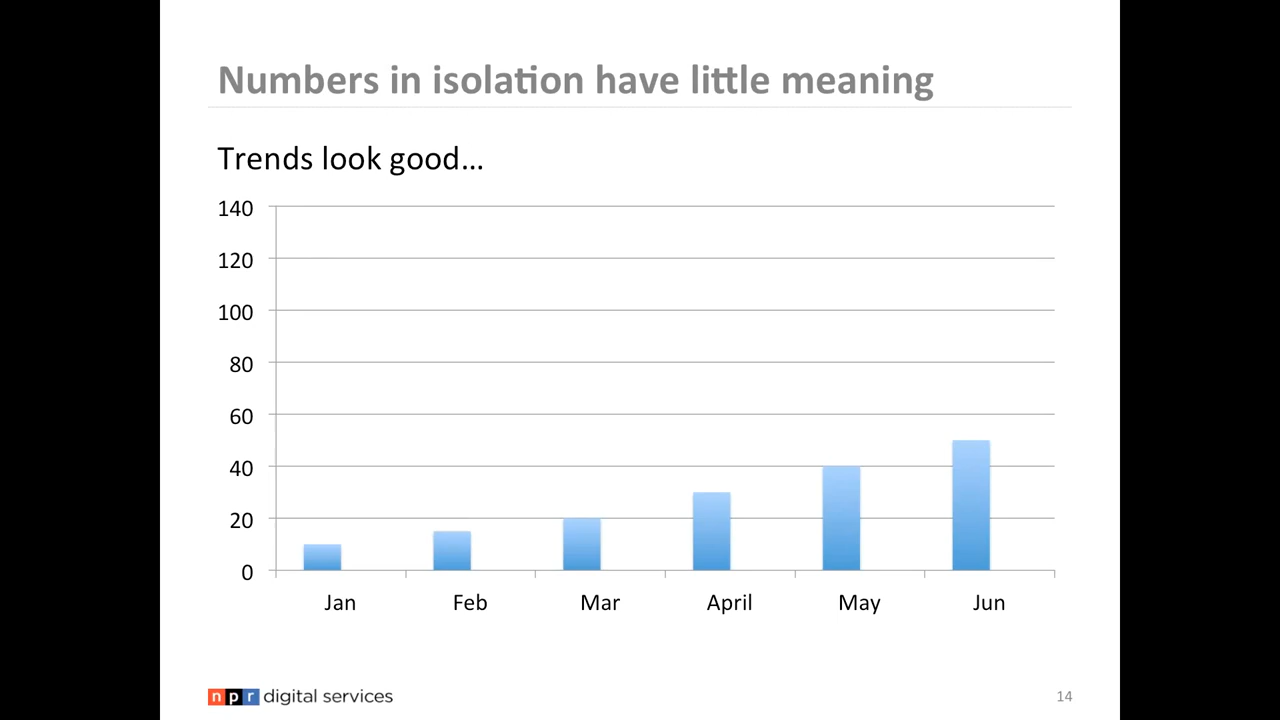 Numbers in isolation have little meaning
Trends look good...
140
120
100
80
60
40
20
0
Jan Feb Mar April May Jun
npr digital services
14